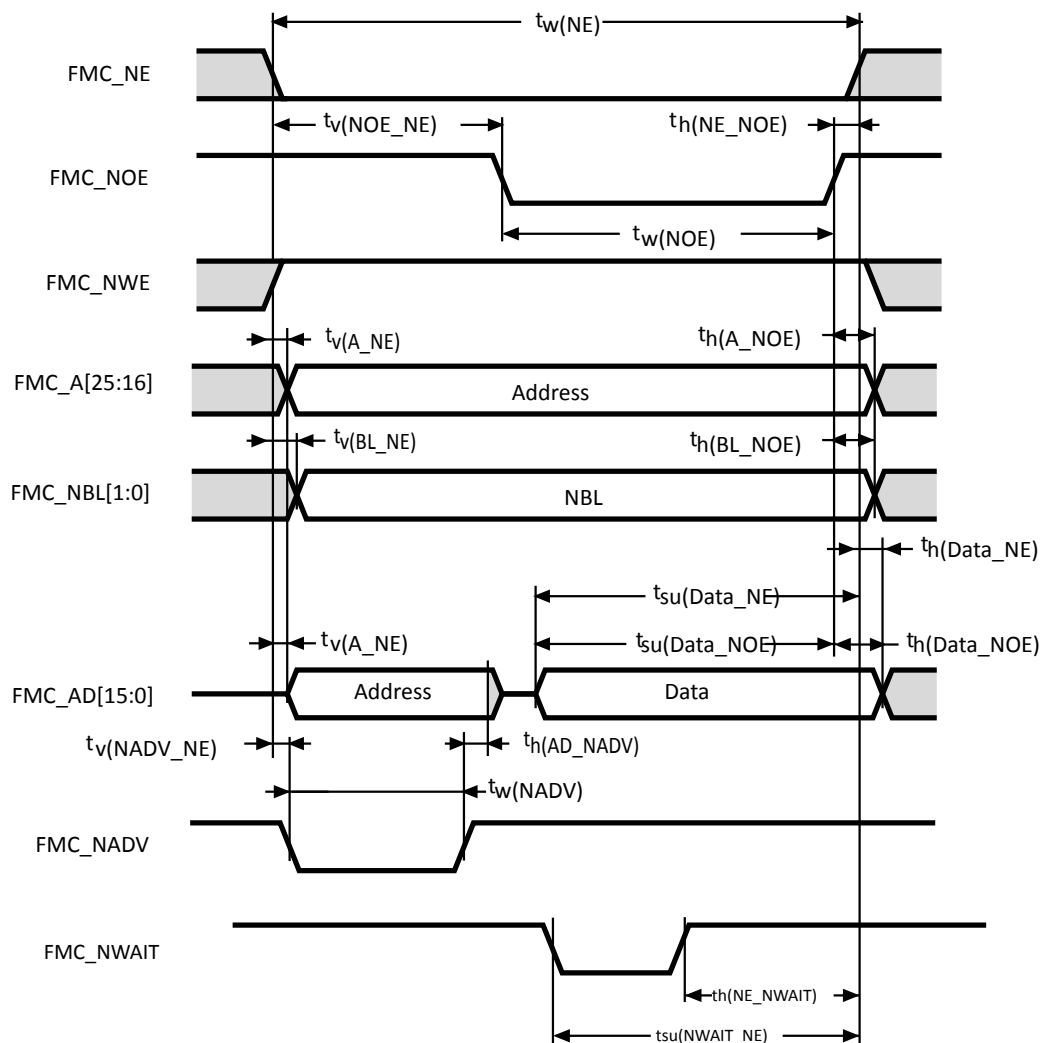 tw(NE)
FMC_NE
tv(NOE_NE)
th(NE_NOE)
FMC_NOE
tw(NOE)
FMC_NWE
tv(A_NE)
th(A_NOE)
FMC_A[25:16]
Address
tv(BL_NE)
th(BL_NOE)
FMC_NBL[1:0]
NBL
th(Data_NE)
tsu(Data_NE)
tv(A_NE)
tsu(Data_NOE)
th(Data_NOE)
FMC_AD[15:0]
Address
Data
tv(NADV_NE)
th(AD_NADV)
tw(NADV)
FMC_NADV
FMC_NWAIT
th(NE_NWAIT)
tsu(NWAIT_NE)